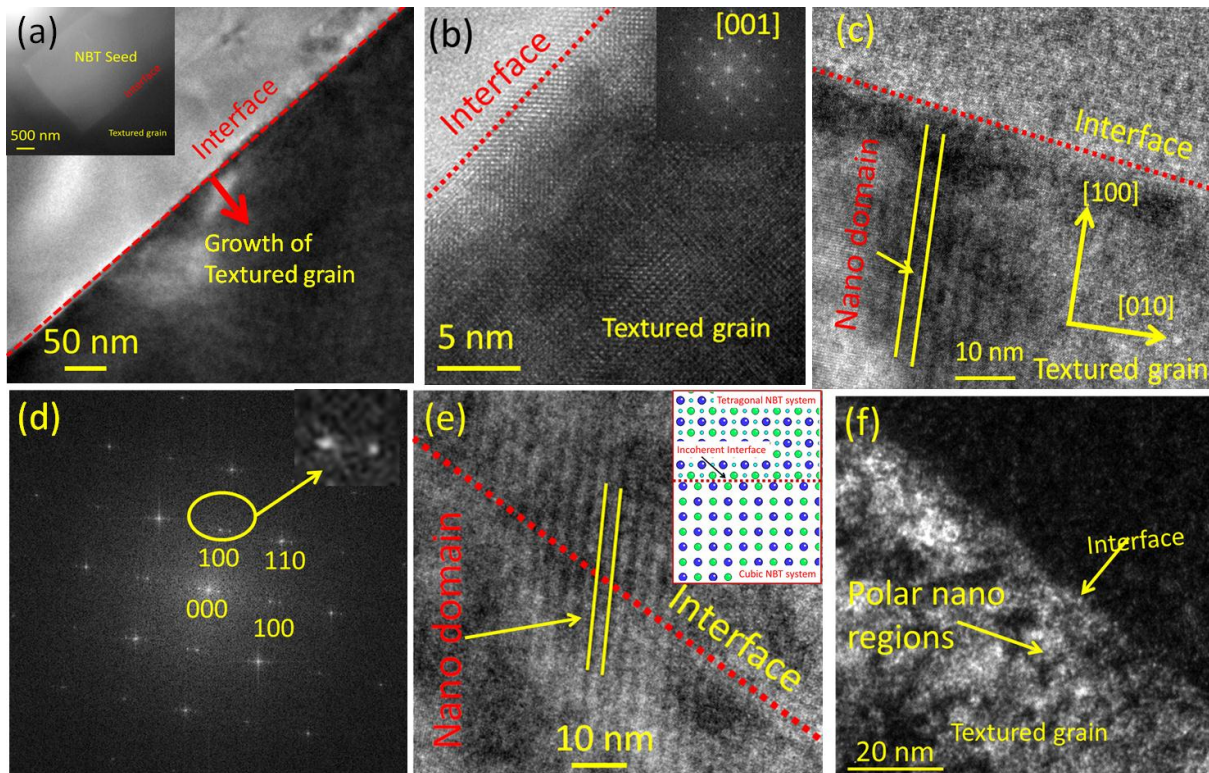 (a)
NBT Seed
Interface
500 nm
Textured grain
Interface
Growth of
Textured grain
50 nm
(b)
[001]
Interface
5 nm
Textured grain
(c)
Interface
Nano domain
[100]
[010]
10 nm
Textured grain
(d)
100
110
000
100
(e)
Tetragonal NBT system
Incoherent Interface
Cubic NBT system
Nano domain
Interface
10 nm
(f)
Interface
Polar nano
regions
Textured grain
20 nm